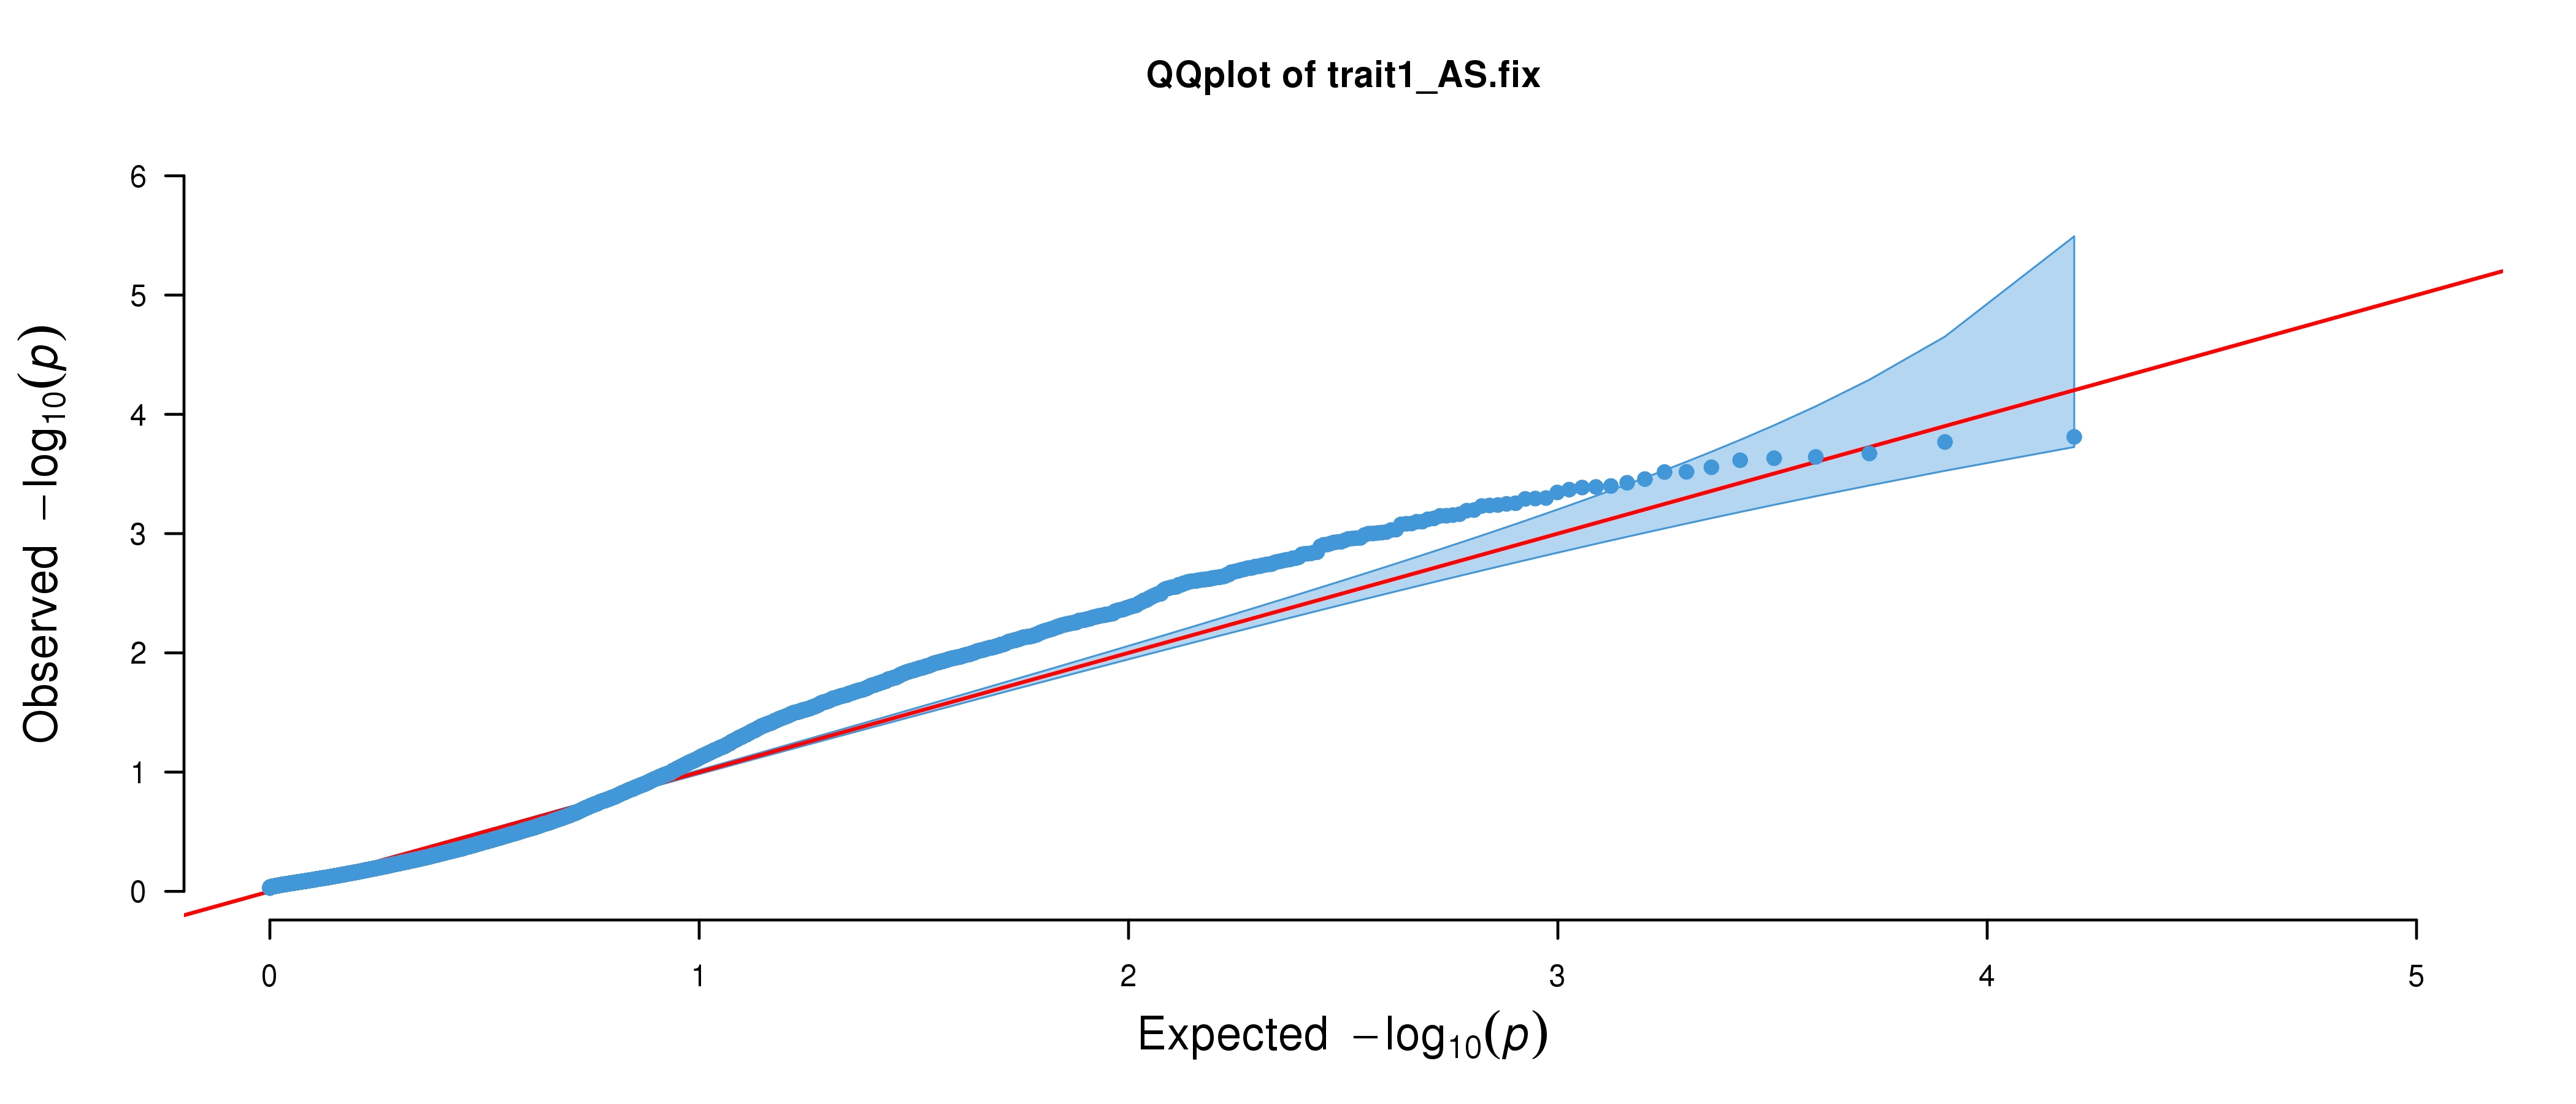 QQplot of trait1_AS.fix
6
5
4
3
2
1
0
Observed −log₁₀(p)
0 1 2 3 4 5
Expected −log₁₀(p)